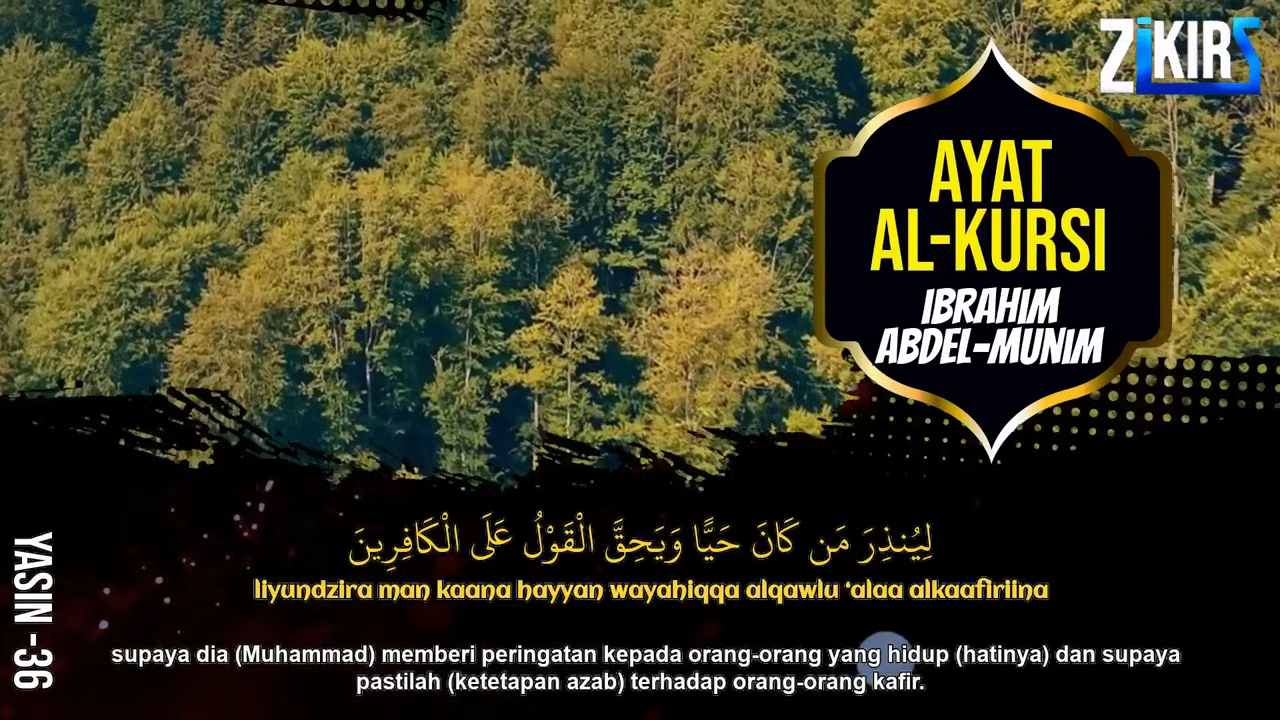 ZiKIRS
AYAT
AL-KURSI
IBRAHIM
ABDEL-MUNIM
لِيُنذِرَ مَن كَانَ حَيًّا وَيَحِقَّ الْقَوْلُ عَلَى الْكَافِرِينَ
liyundzira man kaana hayyan wayahiqqa alqawlu 'alaa alkaafiriina
supaya dia (Muhammad) memberi peringatan kepada orang-orang yang hidup (hatinya) dan supaya
pastilah (ketetapan azab) terhadap orang-orang kafir.
YASIN -36